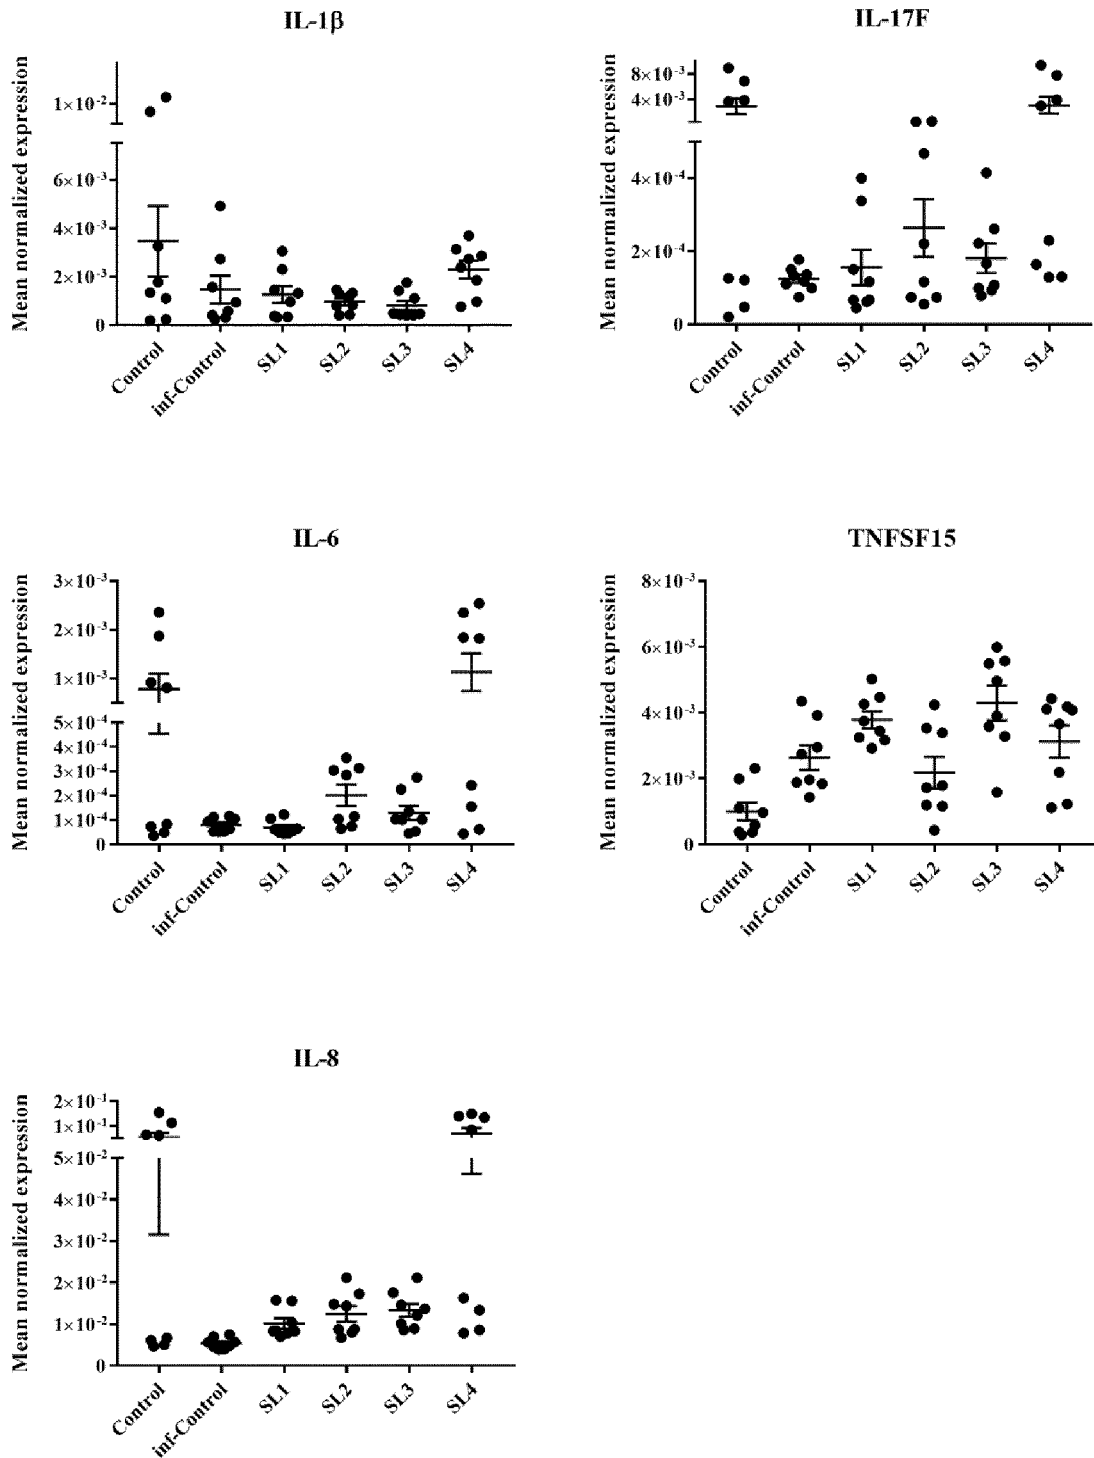 IL-1β
Mean normalized expression
1×10⁻²
6×10⁻³
4×10⁻³
2×10⁻³
0
Control
inf-Control
SL1
SL2
SL3
SL4
IL-17F
Mean normalized expression
8×10⁻³
4×10⁻³
4×10⁻⁴
2×10⁻⁴
0
Control
inf-Control
SL1
SL2
SL3
SL4
IL-6
Mean normalized expression
3×10⁻³
2×10⁻³
1×10⁻³
5×10⁻⁴
4×10⁻⁴
3×10⁻⁴
2×10⁻⁴
1×10⁻⁴
0
Control
inf-Control
SL1
SL2
SL3
SL4
TNFSF15
Mean normalized expression
8×10⁻³
6×10⁻³
4×10⁻³
2×10⁻³
0
Control
inf-Control
SL1
SL2
SL3
SL4
IL-8
Mean normalized expression
2×10⁻¹
1×10⁻¹
5×10⁻²
4×10⁻²
3×10⁻²
2×10⁻²
1×10⁻²
0
Control
inf-Control
SL1
SL2
SL3
SL4